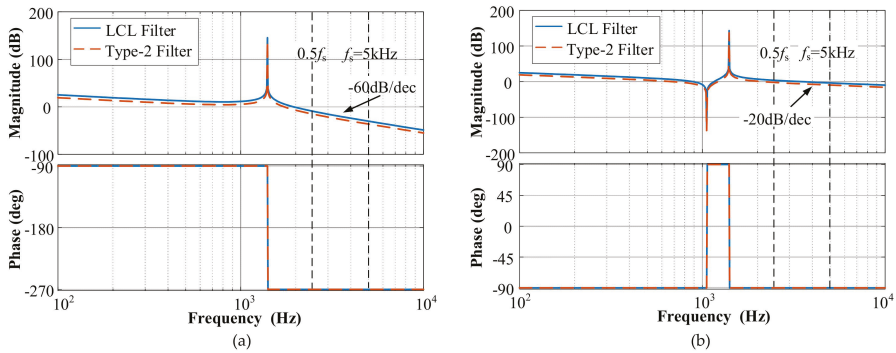 (a)
200
100
0
-100
Magnitude (dB)
LCL Filter
Type-2 Filter
0.5fs fs=5kHz
-60dB/dec
-90
-180
-270
Phase (deg)
10^2
10^3
10^4
Frequency (Hz)
(a)
(b)
200
100
0
-100
-200
Magnitude (dB)
LCL Filter
Type-2 Filter
0.5fs fs=5kHz
-20dB/dec
90
45
0
-45
-90
Phase (deg)
10^2
10^3
10^4
Frequency (Hz)
(b)